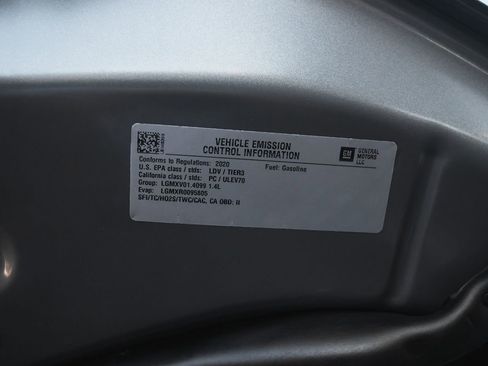 VEHICLE EMISSION
CONTROL INFORMATION
GM
GENERAL
MOTORS
LLC
Conforms to Regulations: 2020
Fuel: Gasoline
U.S. EPA class / stds: LDV / TIER3
California class / stds: PC / ULEV70
Group: LGMXV01.4099 1.4L
Evap: LGMXR0095805
SFI/TC/HO2S/TWC/CAC, CA OBD: II